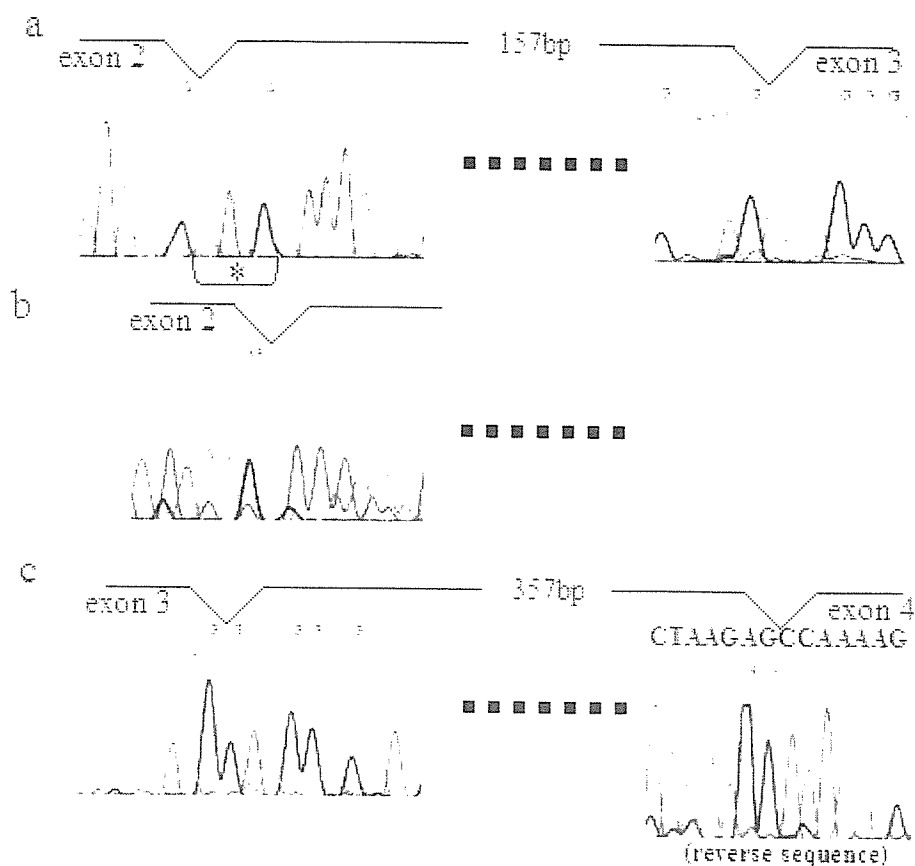 a
exon 2
157bp
exon 3
G
G
*
b
exon 2
c
exon 3
357bp
exon 4
CTAAGAGCCAAAAG
(reverse sequence)